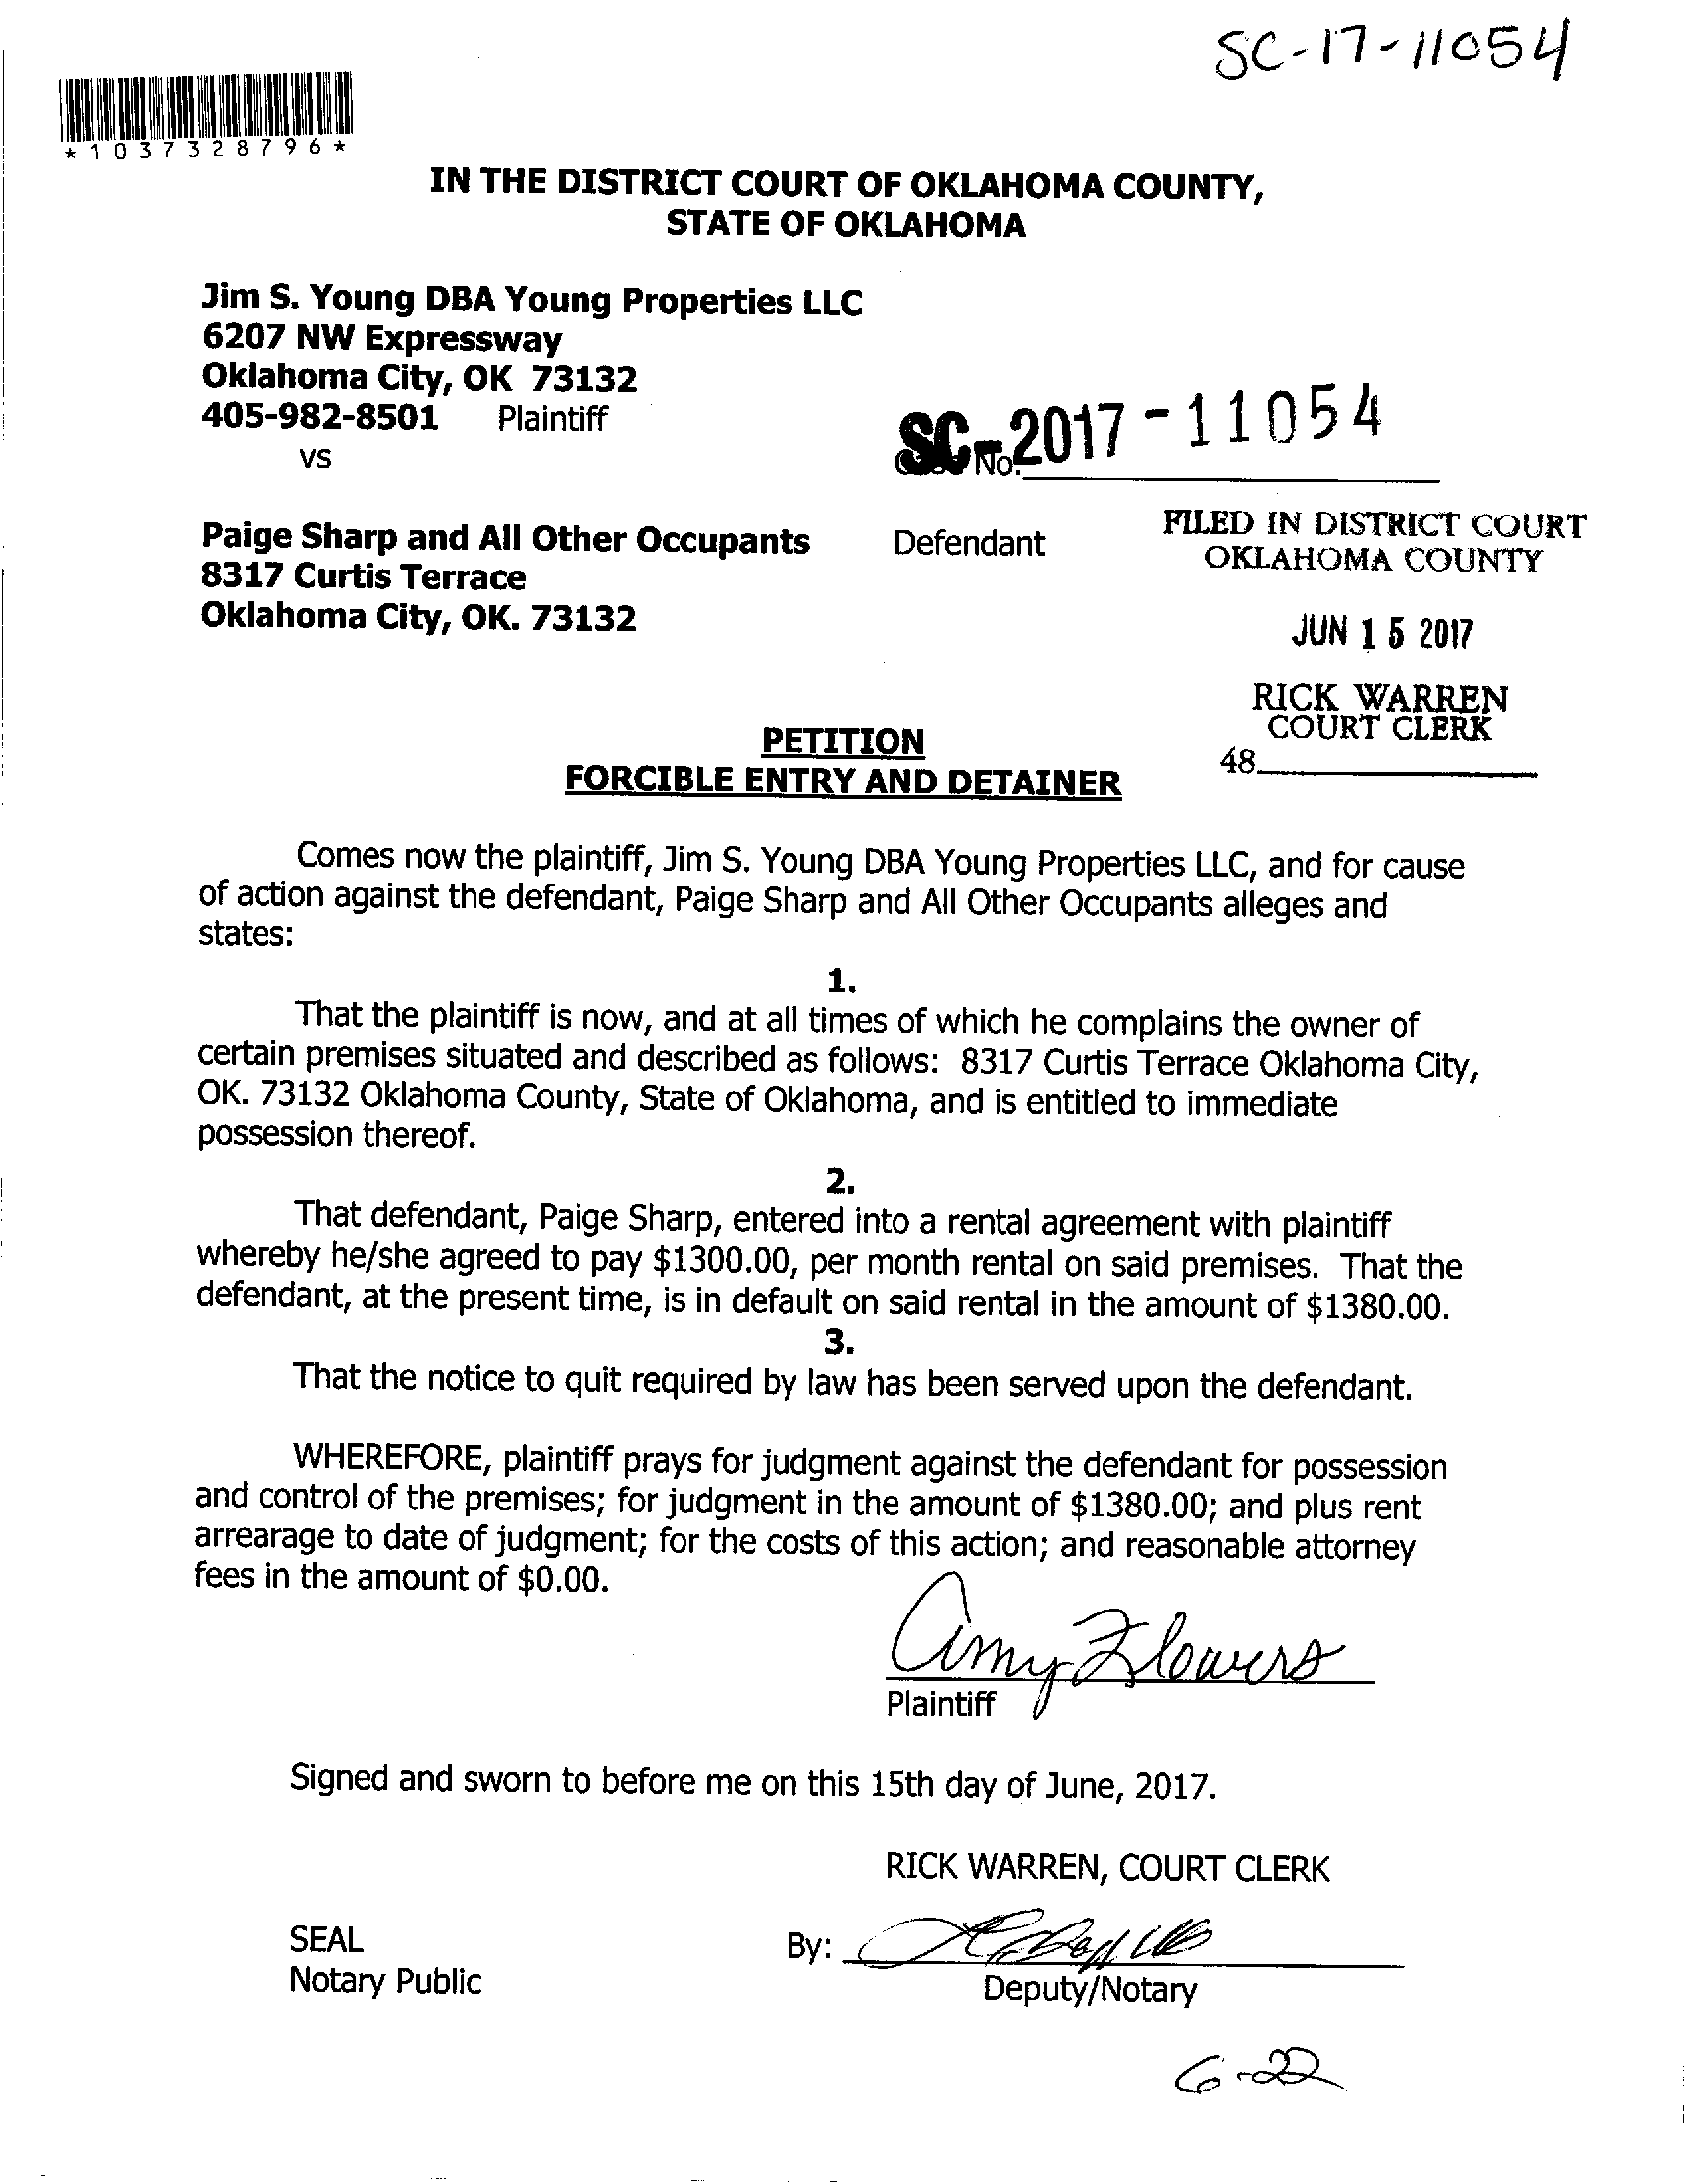 SC-17-11054
*1037328796*
IN THE DISTRICT COURT OF OKLAHOMA COUNTY,
STATE OF OKLAHOMA
Jim S. Young DBA Young Properties LLC
6207 NW Expressway
Oklahoma City, OK 73132
405-982-8501 Plaintiff
vs
SC-2017-11054
No.
Paige Sharp and All Other Occupants Defendant
8317 Curtis Terrace
Oklahoma City, OK. 73132
FILED IN DISTRICT COURT
OKLAHOMA COUNTY
JUN 15 2017
RICK WARREN
COURT CLERK
48
PETITION
FORCIBLE ENTRY AND DETAINER
Comes now the plaintiff, Jim S. Young DBA Young Properties LLC, and for cause
of action against the defendant, Paige Sharp and All Other Occupants alleges and
states:
1.
That the plaintiff is now, and at all times of which he complains the owner of
certain premises situated and described as follows: 8317 Curtis Terrace Oklahoma City,
OK. 73132 Oklahoma County, State of Oklahoma, and is entitled to immediate
possession thereof.
2.
That defendant, Paige Sharp, entered into a rental agreement with plaintiff
whereby he/she agreed to pay $1300.00, per month rental on said premises. That the
defendant, at the present time, is in default on said rental in the amount of $1380.00.
3.
That the notice to quit required by law has been served upon the defendant.
WHEREFORE, plaintiff prays for judgment against the defendant for possession
and control of the premises; for judgment in the amount of $1380.00; and plus rent
arrearage to date of judgment; for the costs of this action; and reasonable attorney
fees in the amount of $0.00.
Amy Flowers
Plaintiff
Signed and sworn to before me on this 15th day of June, 2017.
RICK WARREN, COURT CLERK
SEAL
Notary Public
By:
Deputy/Notary
6-22